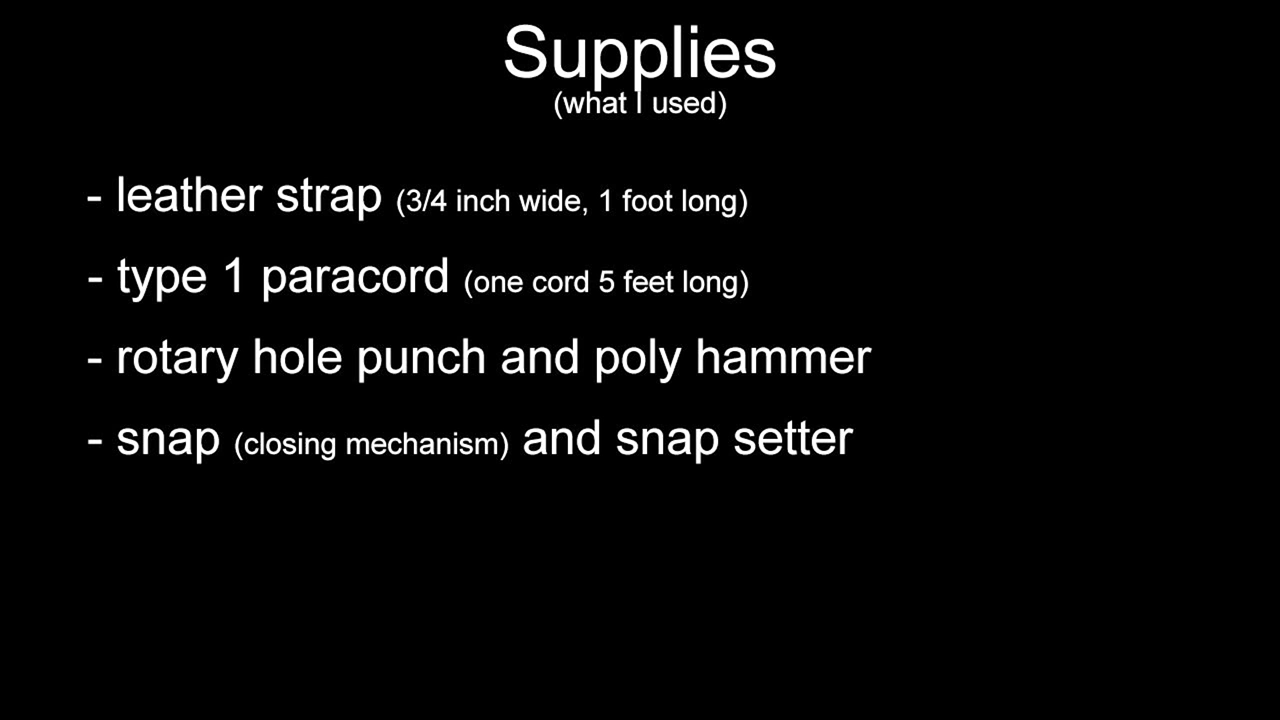 Supplies
(what I used)
- leather strap (3/4 inch wide, 1 foot long)
- type 1 paracord (one cord 5 feet long)
- rotary hole punch and poly hammer
- snap (closing mechanism) and snap setter